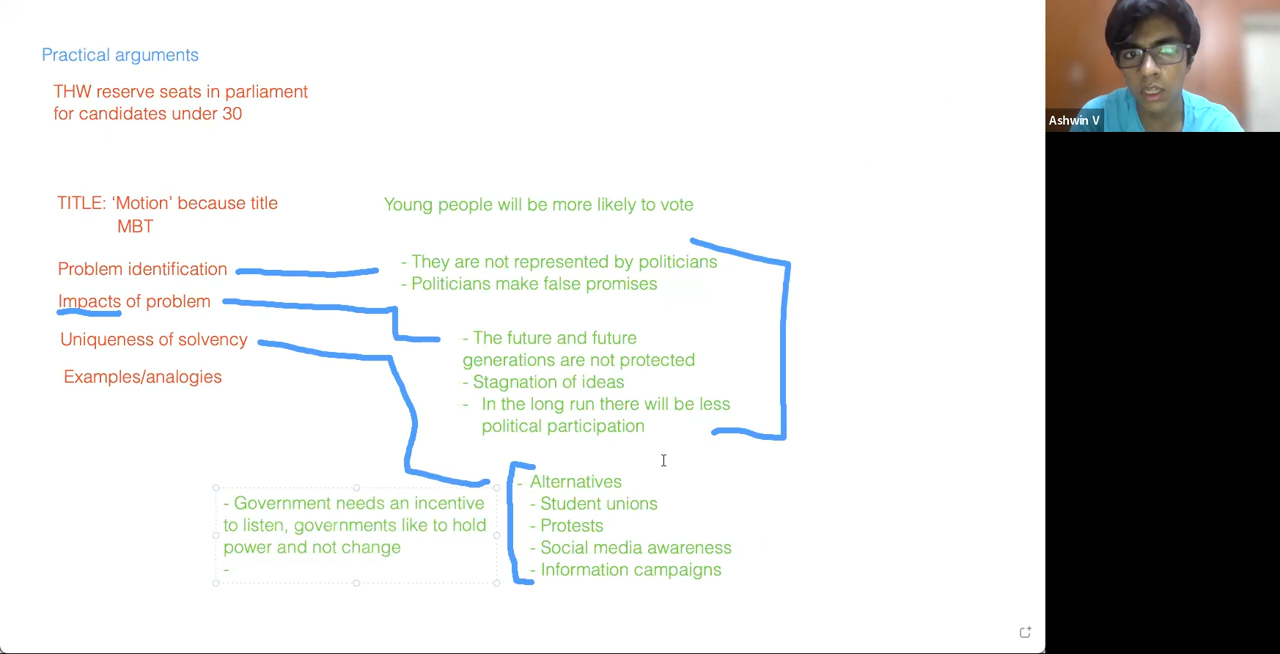 Practical arguments
THW reserve seats in parliament
for candidates under 30
TITLE: ‘Motion’ because title
MBT
Young people will be more likely to vote
Problem identification
- They are not represented by politicians
- Politicians make false promises
Impacts of problem
- The future and future
generations are not protected
- Stagnation of ideas
- In the long run there will be less
political participation
Uniqueness of solvency
Examples/analogies
- Alternatives
- Student unions
- Protests
- Social media awareness
- Information campaigns
- Government needs an incentive
to listen, governments like to hold
power and not change
-
Ashwin V